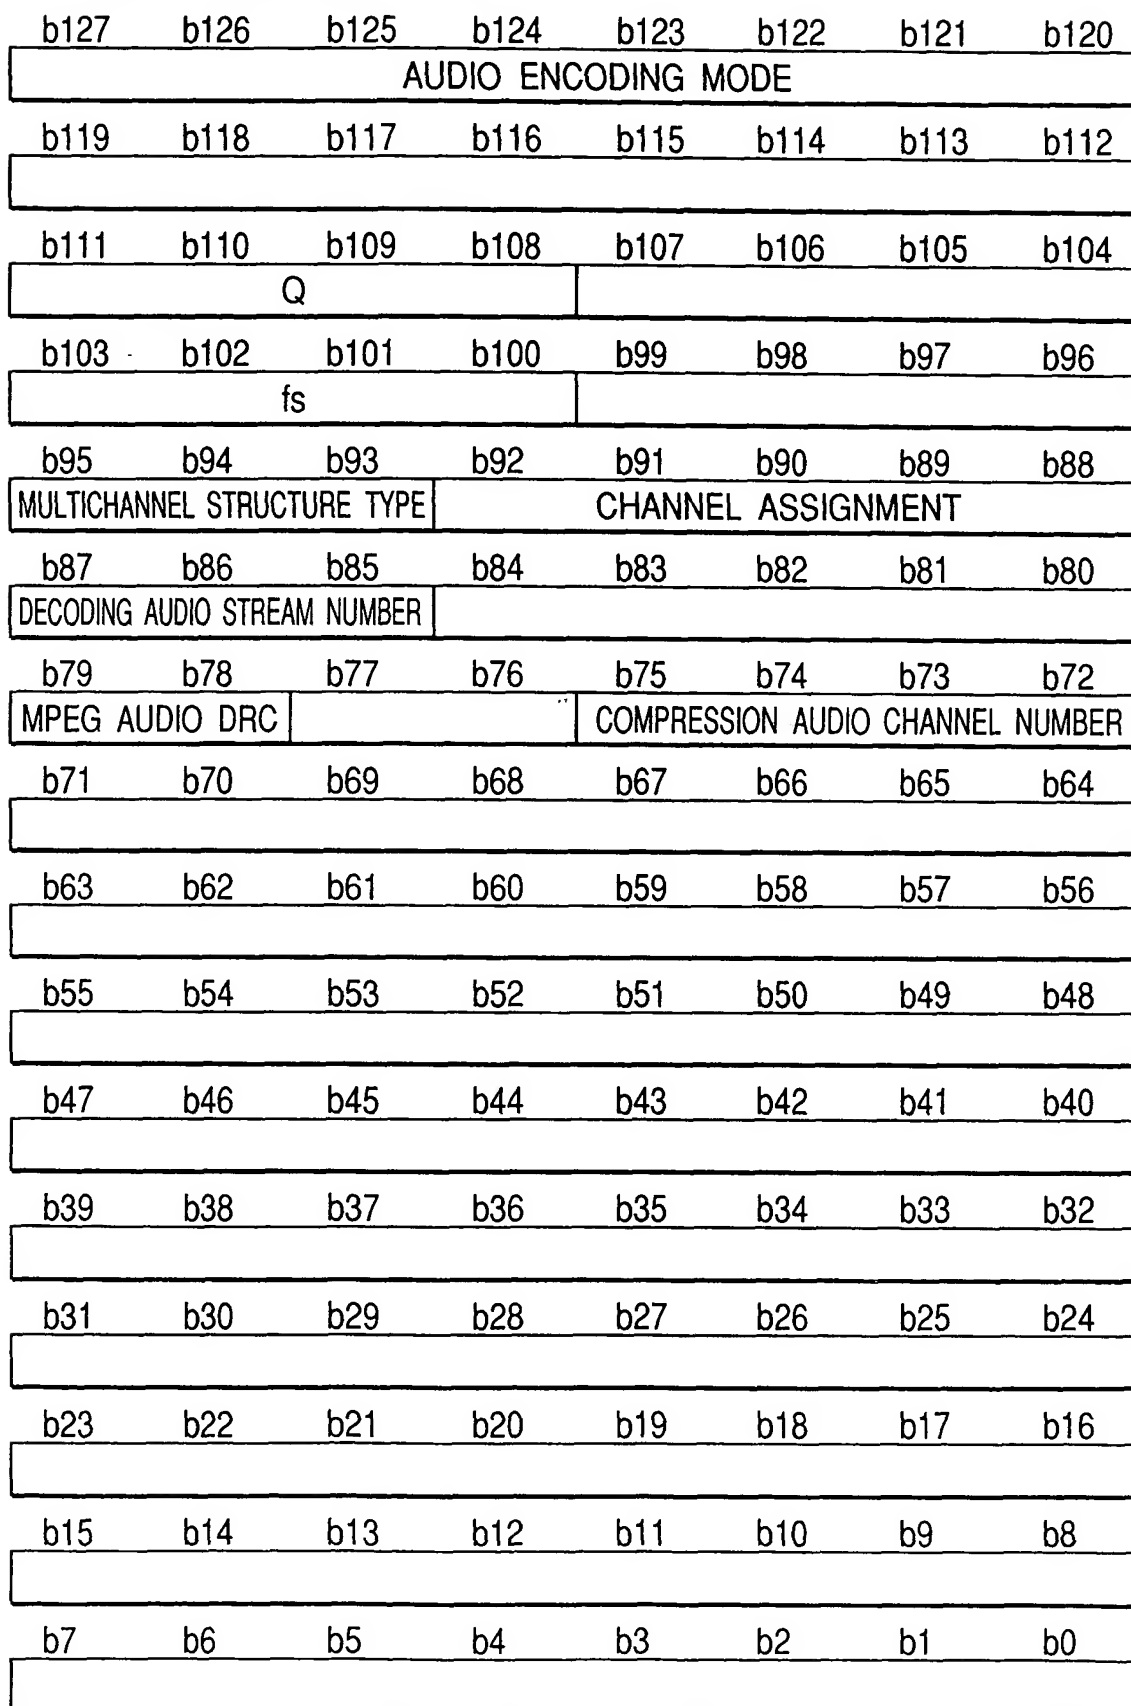 b127 b126 b125 b124 b123 b122 b121 b120
AUDIO ENCODING MODE
b119 b118 b117 b116 b115 b114 b113 b112
b111 b110 b109 b108 b107 b106 b105 b104
Q
b103 b102 b101 b100 b99 b98 b97 b96
fs
b95 b94 b93 b92 b91 b90 b89 b88
MULTICHANNEL STRUCTURE TYPE CHANNEL ASSIGNMENT
b87 b86 b85 b84 b83 b82 b81 b80
DECODING AUDIO STREAM NUMBER
b79 b78 b77 b76 b75 b74 b73 b72
MPEG AUDIO DRC COMPRESSION AUDIO CHANNEL NUMBER
b71 b70 b69 b68 b67 b66 b65 b64
b63 b62 b61 b60 b59 b58 b57 b56
b55 b54 b53 b52 b51 b50 b49 b48
b47 b46 b45 b44 b43 b42 b41 b40
b39 b38 b37 b36 b35 b34 b33 b32
b31 b30 b29 b28 b27 b26 b25 b24
b23 b22 b21 b20 b19 b18 b17 b16
b15 b14 b13 b12 b11 b10 b9 b8
b7 b6 b5 b4 b3 b2 b1 b0